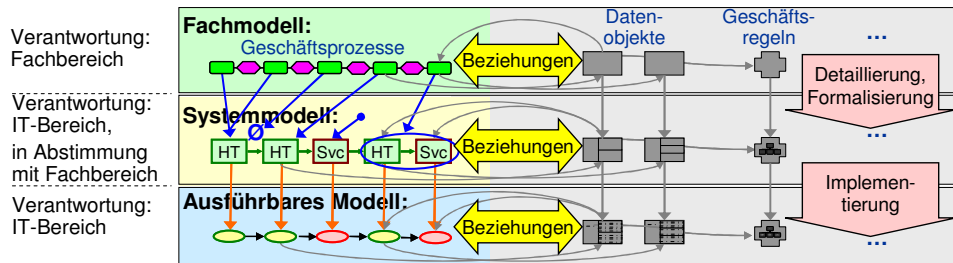 Verantwortung:
Fachbereich
Fachmodell:
Geschäftsprozesse
Beziehungen
Daten-
objekte
Geschäfts-
regeln
...
Detaillierung,
Formalisierung
Verantwortung:
IT-Bereich,
in Abstimmung
mit Fachbereich
Systemmodell:
Ø
HT
HT
Svc
HT
Svc
Beziehungen
...
Implemen-
tierung
Verantwortung:
IT-Bereich
Ausführbares Modell:
Beziehungen
...